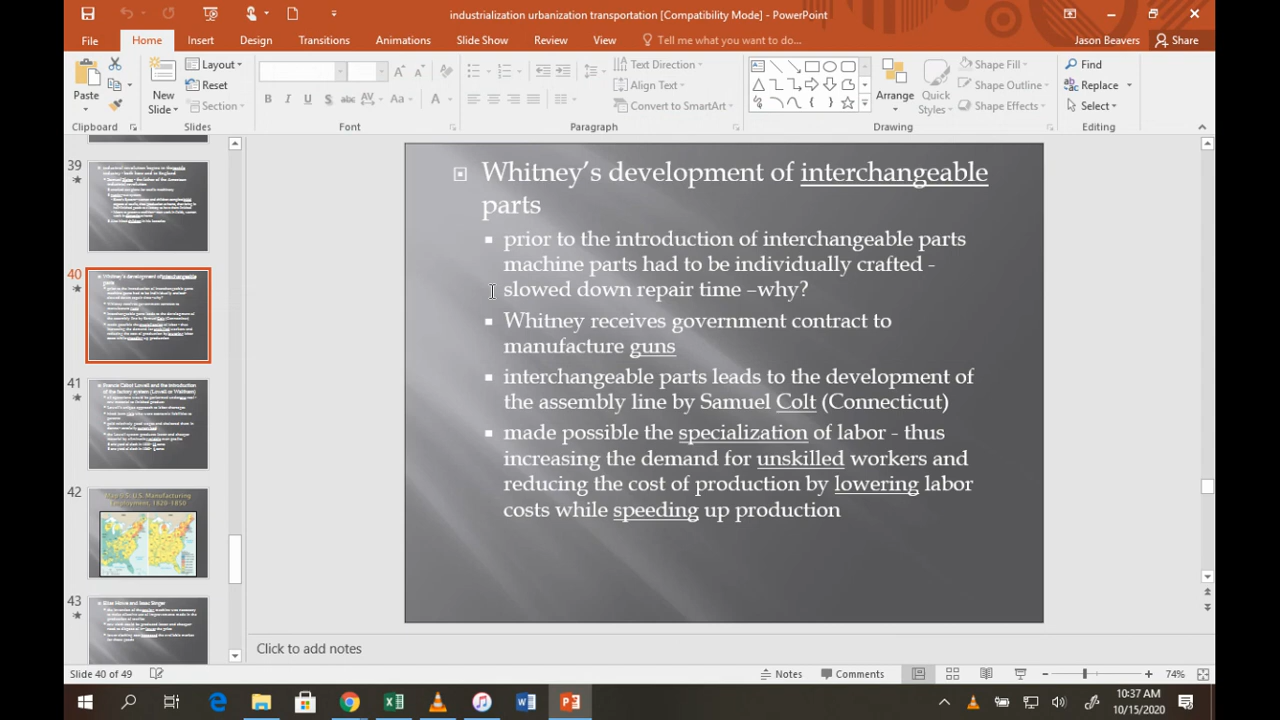 industrialization urbanization transportation [Compatibility Mode] - PowerPoint
File Home Insert Design Transitions Animations Slide Show Review View Tell me what you want to do... Jason Beavers Share
Paste
New Slide
Layout
Reset
Section
Text Direction
Align Text
Convert to SmartArt
Arrange
Quick Styles
Shape Fill
Shape Outline
Shape Effects
Find
Replace
Select
Clipboard Slides Font Paragraph Drawing Editing
39
40
41
42
43
Whitney's development of interchangeable
parts
prior to the introduction of interchangeable parts
machine parts had to be individually crafted -
slowed down repair time –why?
Whitney receives government contract to
manufacture guns
interchangeable parts leads to the development of
the assembly line by Samuel Colt (Connecticut)
made possible the specialization of labor - thus
increasing the demand for unskilled workers and
reducing the cost of production by lowering labor
costs while speeding up production
Click to add notes
Slide 40 of 49
Notes Comments 74%
10:37 AM
10/15/2020